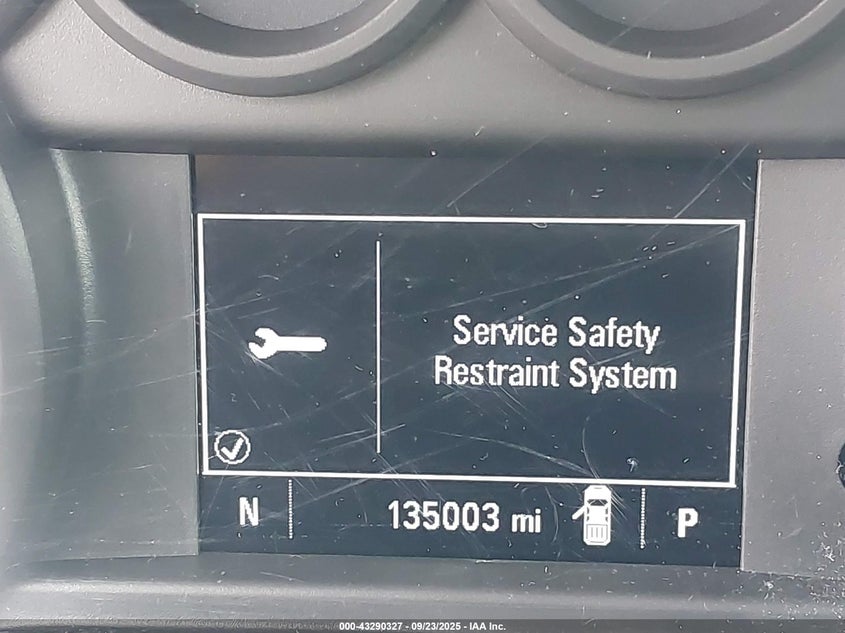 Service Safety
Restraint System
N
135003 mi
P
000-43290327 - 09/23/2025 - IAA Inc.